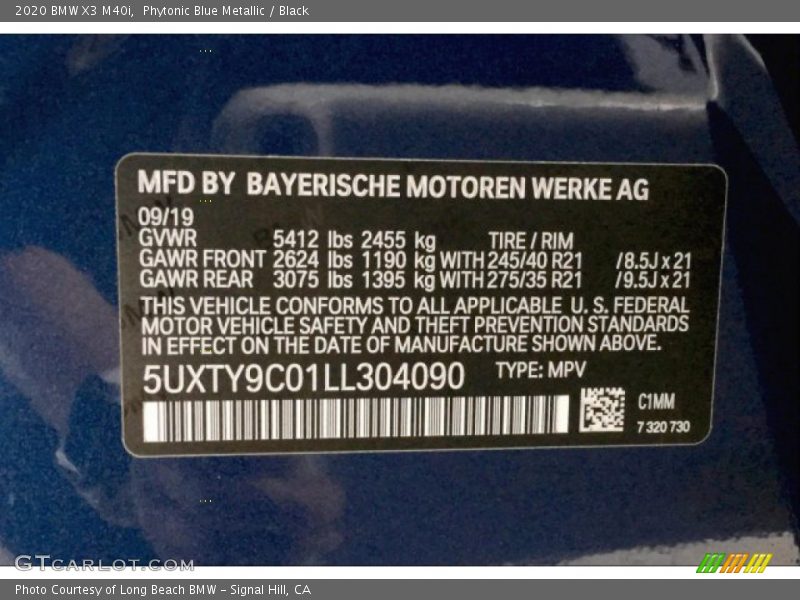 2020 BMW X3 M40i, Phytonic Blue Metallic / Black
MFD BY BAYERISCHE MOTOREN WERKE AG
09/19
GVWR 5412 lbs 2455 kg TIRE / RIM
GAWR FRONT 2624 lbs 1190 kg WITH 245/40 R21 /8.5J x 21
GAWR REAR 3075 lbs 1395 kg WITH 275/35 R21 /9.5J x 21
THIS VEHICLE CONFORMS TO ALL APPLICABLE U. S. FEDERAL
MOTOR VEHICLE SAFETY AND THEFT PREVENTION STANDARDS
IN EFFECT ON THE DATE OF MANUFACTURE SHOWN ABOVE.
5UXTY9C01LL304090 TYPE: MPV
C1MM
7 320 730
GTCARLOT.COM
Photo Courtesy of Long Beach BMW - Signal Hill, CA